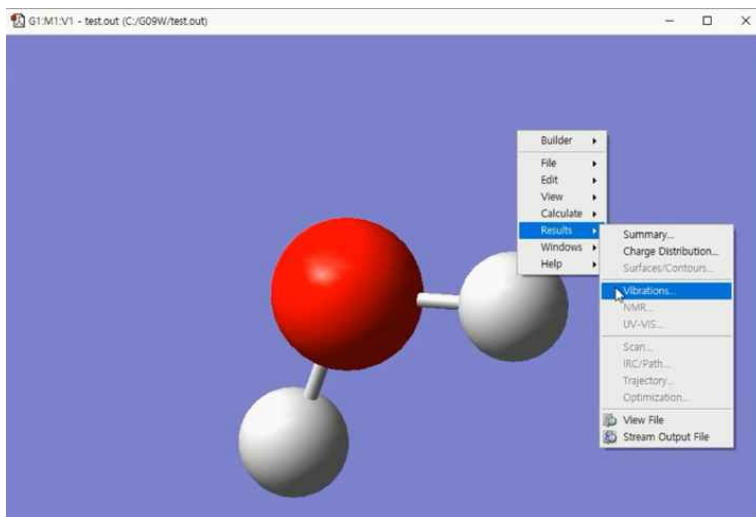 G1:M1:V1 - test.out (C:/G09W/test.out)
Builder
File
Edit
View
Calculate
Results
Windows
Help
Summary...
Charge Distribution...
Surfaces/Contours...
Vibrations...
NMR...
UV-VIS...
Scan...
IRC/Path...
Trajectory...
Optimization...
View File
Stream Output File